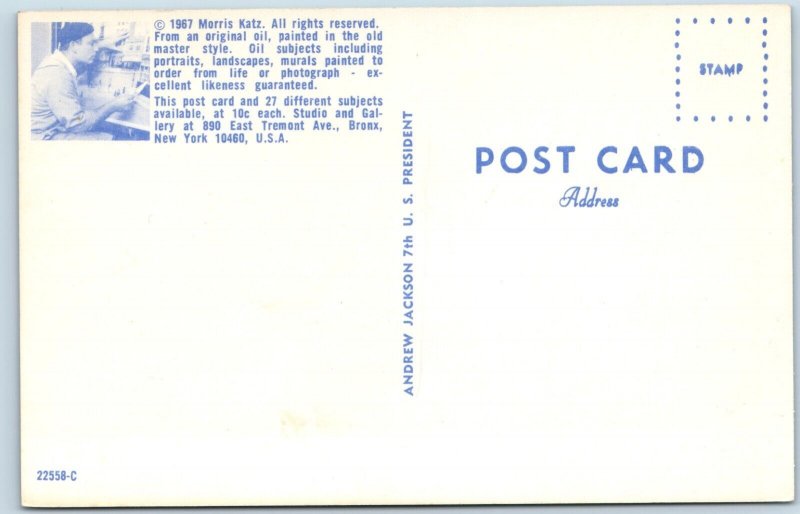 © 1967 Morris Katz. All rights reserved.
From an original oil, painted in the old
master style. Oil subjects including
portraits, landscapes, murals painted to
order from life or photograph - ex-
cellent likeness guaranteed.
This post card and 27 different subjects
available, at 10c each. Studio and Gal-
lery at 890 East Tremont Ave., Bronx,
New York 10460, U.S.A.
ANDREW JACKSON 7th U. S. PRESIDENT
STAMP
POST CARD
Address
22558-C